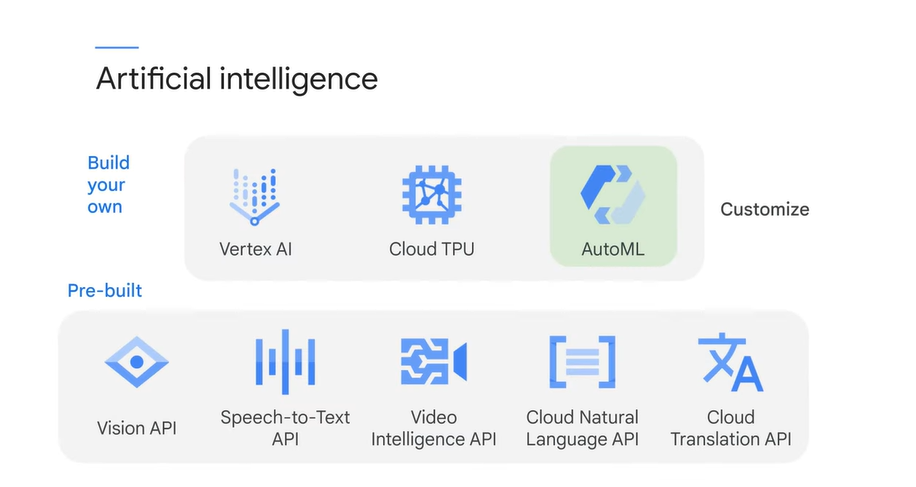 Artificial intelligence
Build
your
own
Vertex AI
Cloud TPU
AutoML
Customize
Pre-built
Vision API
Speech-to-Text
API
Video
Intelligence API
Cloud Natural
Language API
Cloud
Translation API